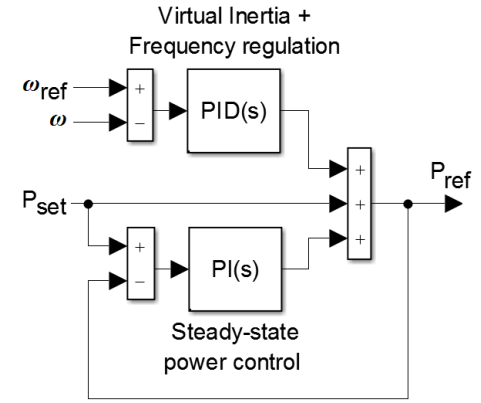 Virtual Inertia +
Frequency regulation
ωref
+
PID(s)
ω
−
+
Pref
Pset
+
+
PI(s)
+
−
Steady-state
power control